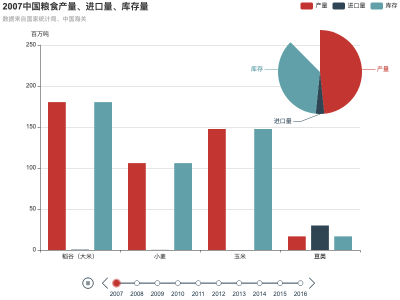 2007中国粮食产量、进口量、库存量
产量 进口量 库存
数据来自国家统计局、中国海关
百万吨
250
200
150
100
50
0
稻谷（大米） 小麦 玉米 豆类
库存
产量
进口量
2007 2008 2009 2010 2011 2012 2013 2014 2015 2016